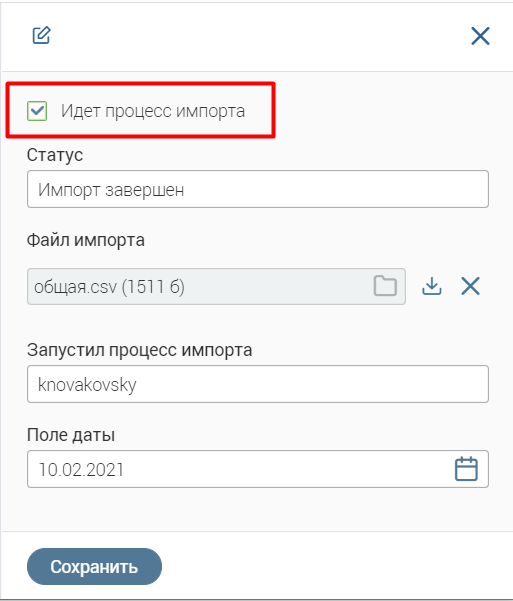 Идет процесс импорта
Статус
Импорт завершен
Файл импорта
общая.csv (1511 б)
Запустил процесс импорта
knovakovsky
Поле даты
10.02.2021
Сохранить